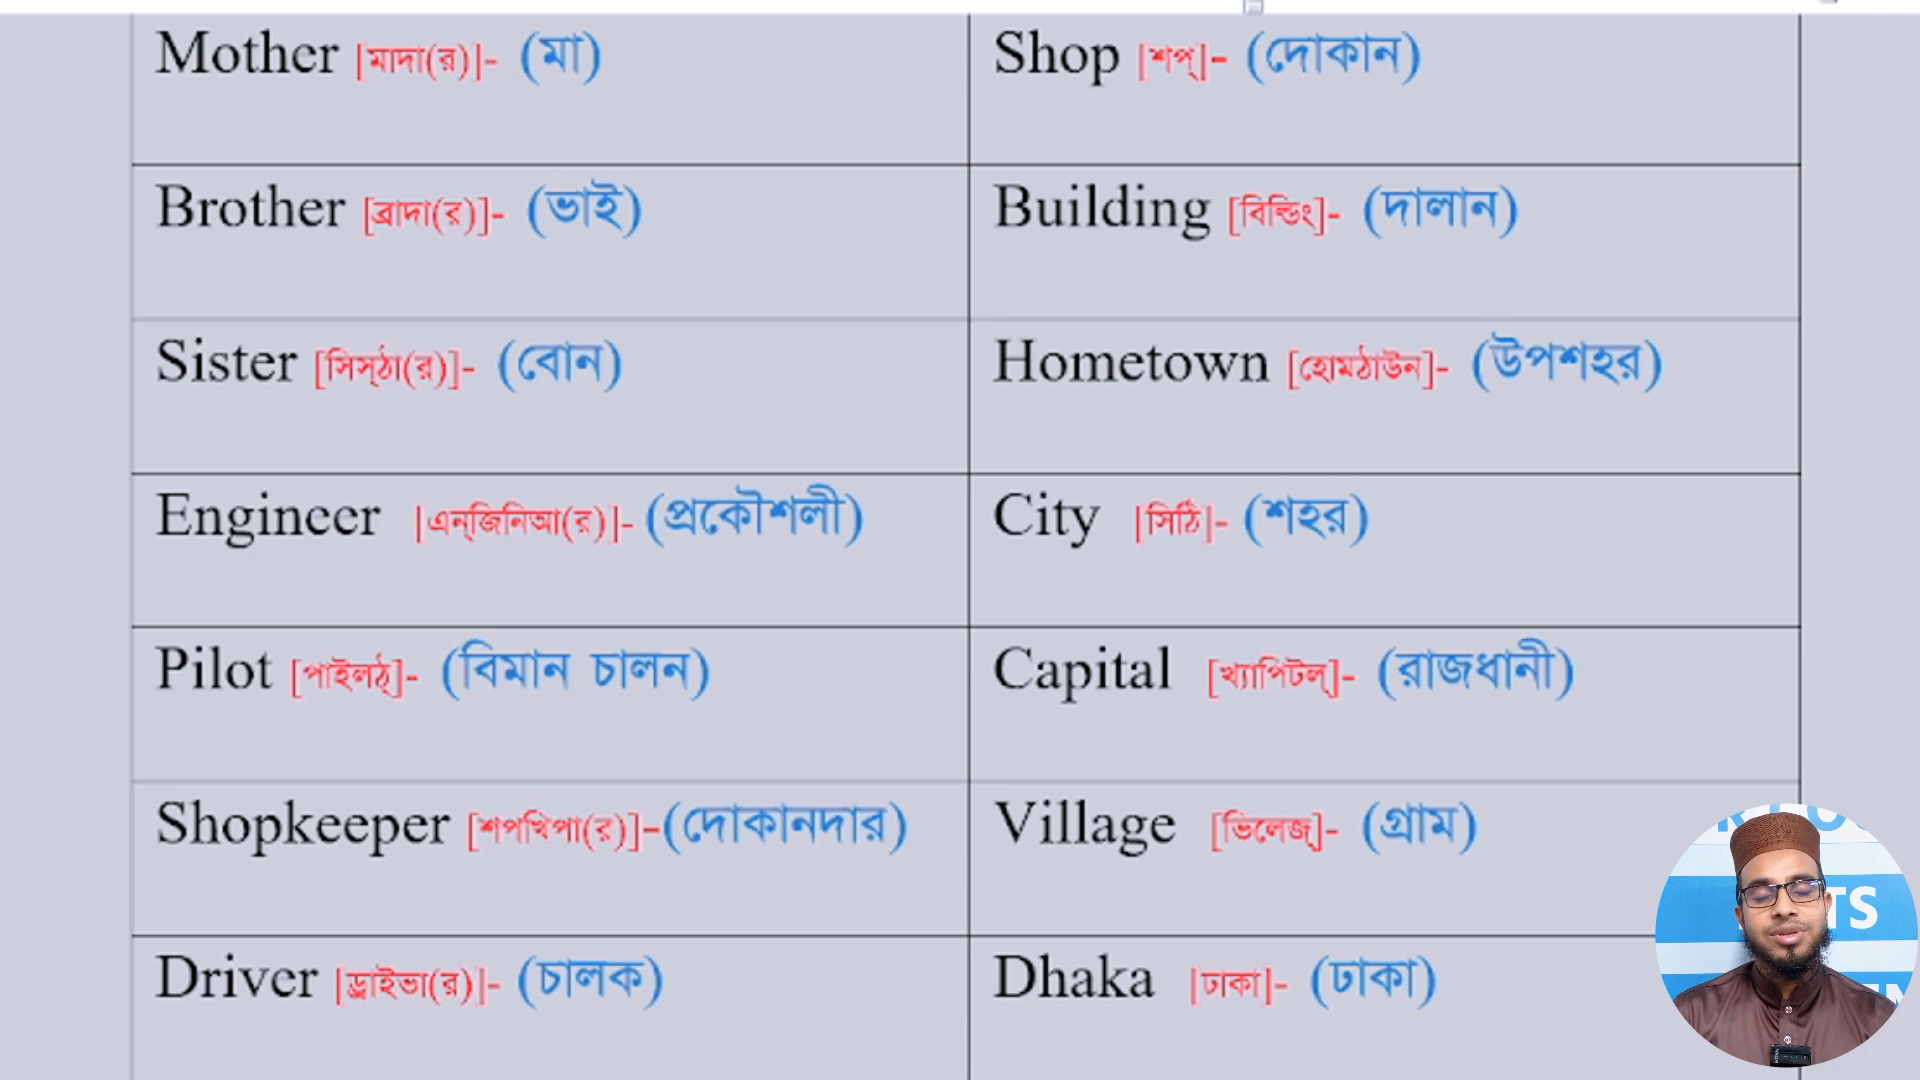 Mother [মাদা(র)]- (মা)
Shop [শপ্]- (দোকান)
Brother [ব্রাদা(র)]- (ভাই)
Building [বিল্ডিং]- (দালান)
Sister [সিস্ঠা(র)]- (বোন)
Hometown [হোমঠাউন]- (উপশহর)
Engineer [এন্জিনিআ(র)]- (প্রকৌশলী)
City [সিঠি]- (শহর)
Pilot [পাইলঠ্]- (বিমান চালন)
Capital [খ্যাপিটল্]- (রাজধানী)
Shopkeeper [শপখিপা(র)]-(দোকানদার)
Village [ভিলেজ্]- (গ্রাম)
Driver [ড্রাইভা(র)]- (চালক)
Dhaka [ঢাকা]- (ঢাকা)
TS